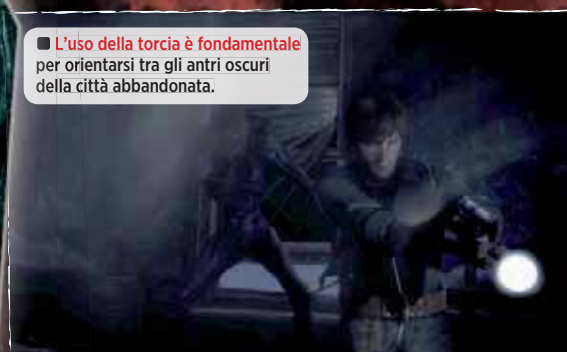 ■ L'uso della torcia è fondamentale
per orientarsi tra gli antri oscuri
della città abbandonata.